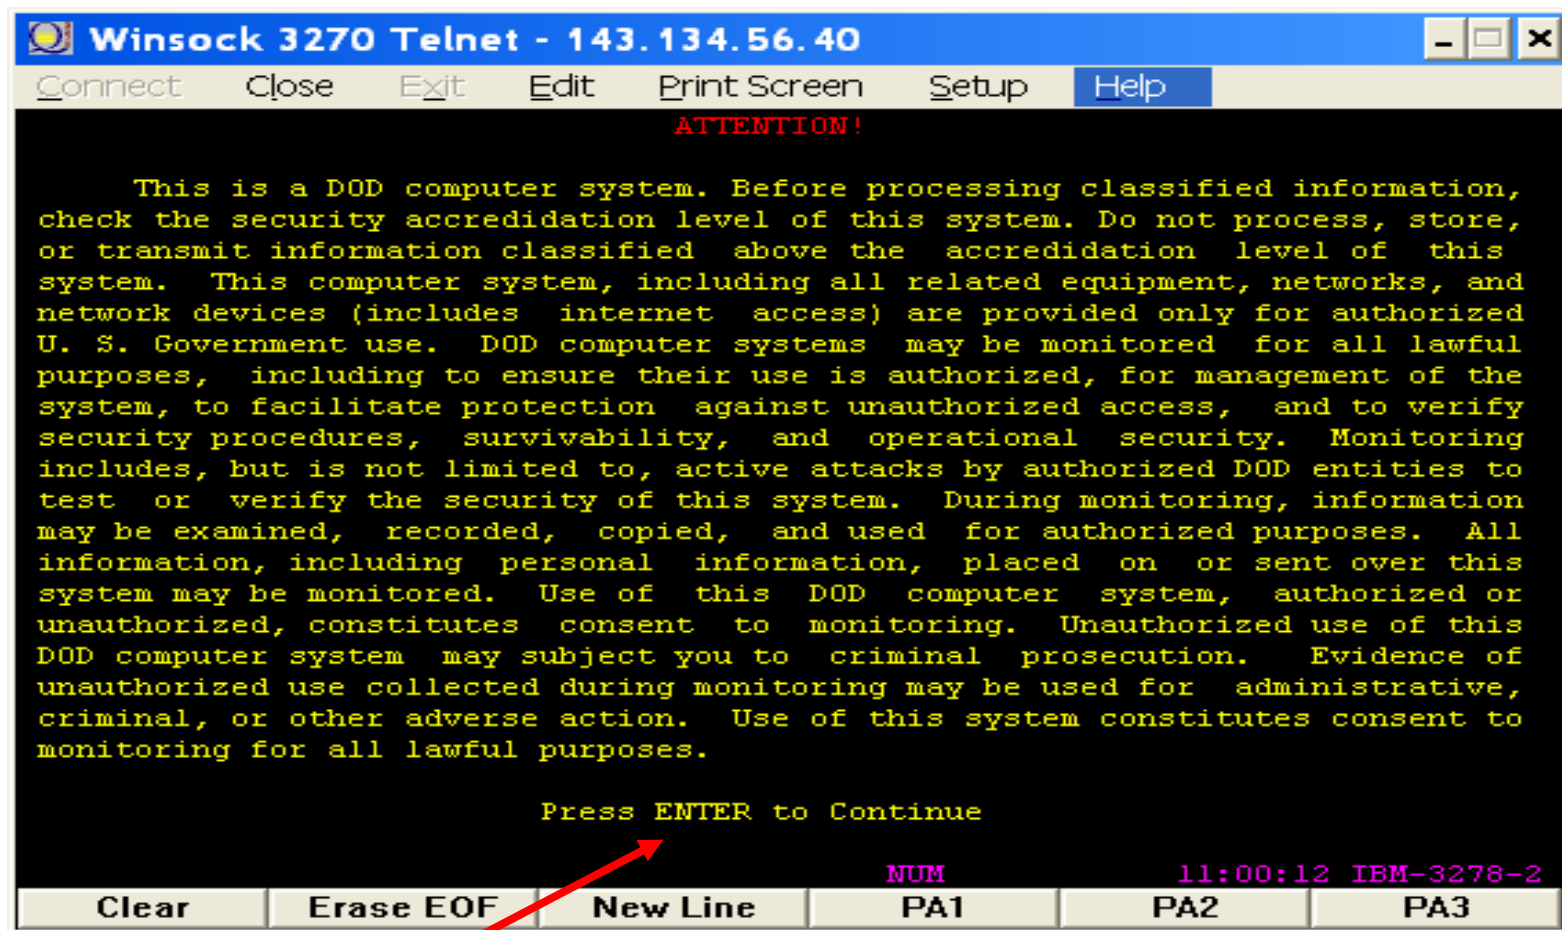 Winsock 3270 Telnet - 143.134.56.40
Connect Close Exit Edit Print Screen Setup Help
ATTENTION!
This is a DOD computer system. Before processing classified information,
check the security accredidation level of this system. Do not process, store,
or transmit information classified above the accredidation level of this
system. This computer system, including all related equipment, networks, and
network devices (includes internet access) are provided only for authorized
U. S. Government use. DOD computer systems may be monitored for all lawful
purposes, including to ensure their use is authorized, for management of the
system, to facilitate protection against unauthorized access, and to verify
security procedures, survivability, and operational security. Monitoring
includes, but is not limited to, active attacks by authorized DOD entities to
test or verify the security of this system. During monitoring, information
may be examined, recorded, copied, and used for authorized purposes. All
information, including personal information, placed on or sent over this
system may be monitored. Use of this DOD computer system, authorized or
unauthorized, constitutes consent to monitoring. Unauthorized use of this
DOD computer system may subject you to criminal prosecution. Evidence of
unauthorized use collected during monitoring may be used for administrative,
criminal, or other adverse action. Use of this system constitutes consent to
monitoring for all lawful purposes.
Press ENTER to Continue
NUM 11:00:12 IBM-3278-2
Clear Erase EOF New Line PA1 PA2 PA3